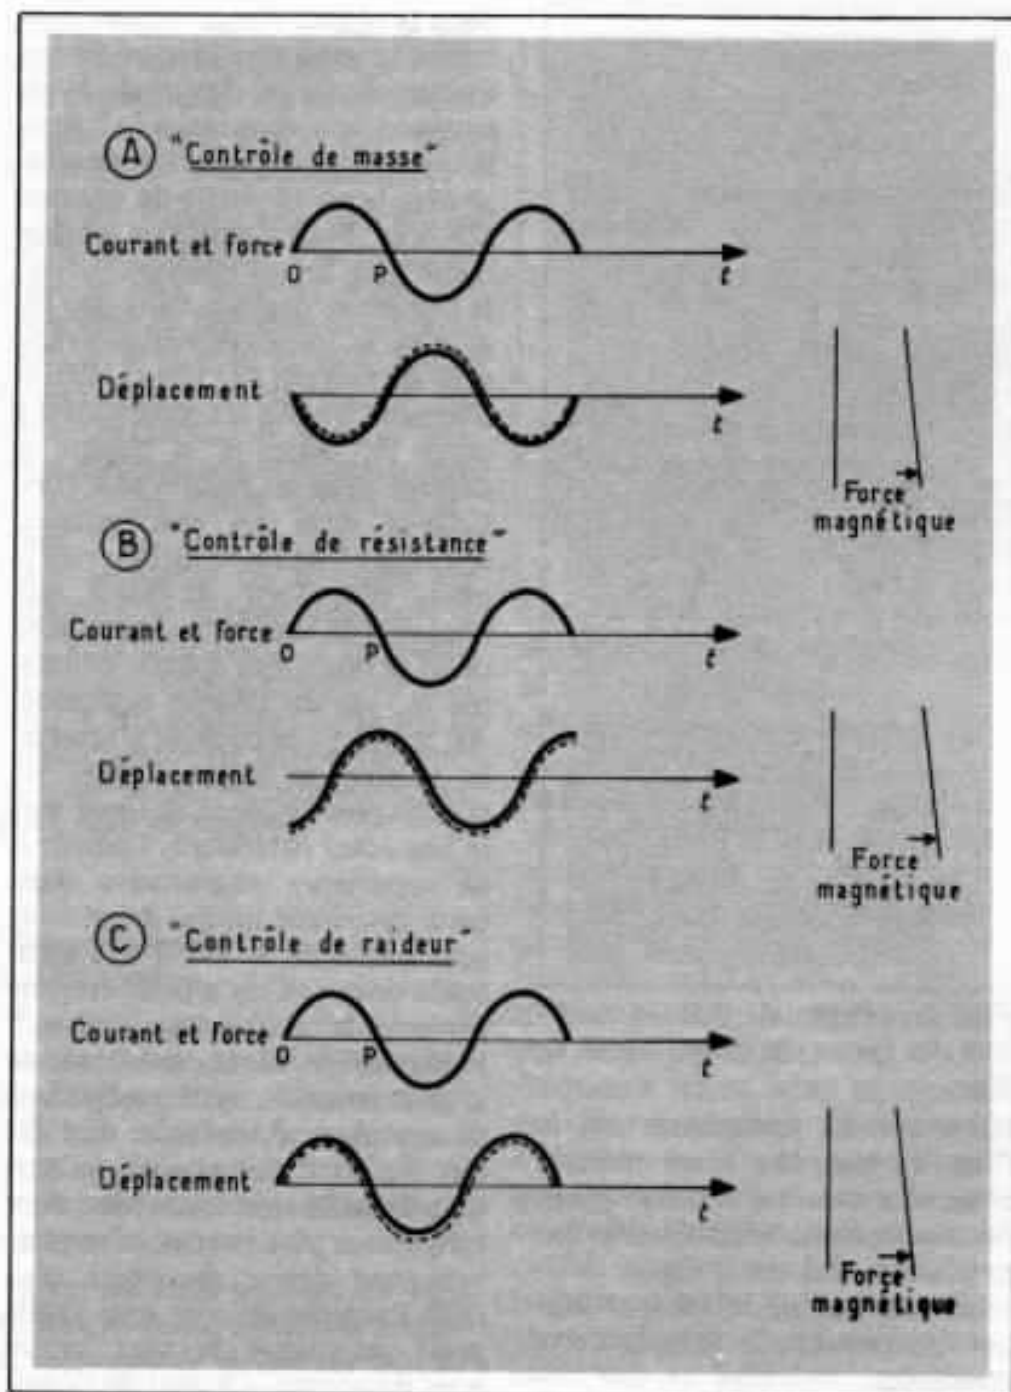 A "Contrôle de masse"
Courant et force
O P t
Déplacement
t
Force
magnétique
B "Contrôle de résistance"
Courant et force
O P t
Déplacement
t
Force
magnétique
C "Contrôle de raideur"
Courant et force
O P t
Déplacement
t
Force
magnétique